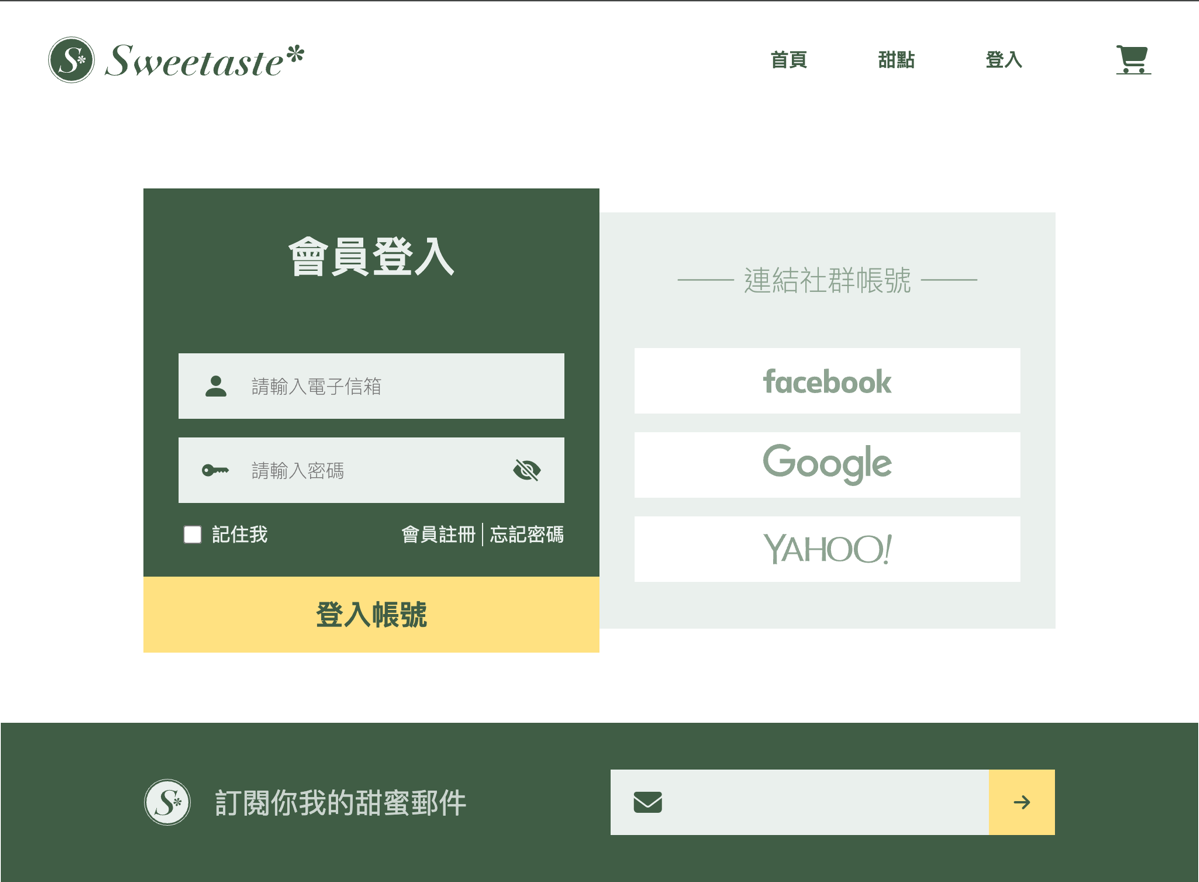 S* Sweetaste*
首頁 甜點 登入
會員登入
請輸入電子信箱
請輸入密碼
記住我 會員註冊 忘記密碼
登入帳號
連結社群帳號
facebook
Google
YAHOO!
S* 訂閱你我的甜蜜郵件